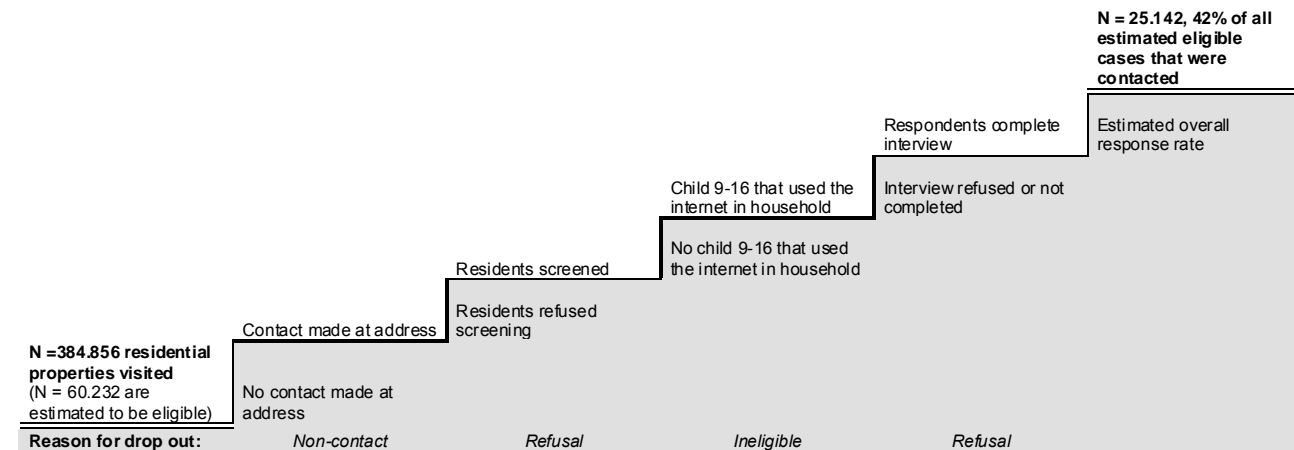 N = 25.142, 42% of all
estimated eligible
cases that were
contacted
Respondents complete
interview
Estimated overall
response rate
Child 9-16 that used the
internet in household
Interview refused or not
completed
Residents screened
No child 9-16 that used
the internet in household
Contact made at address
Residents refused
screening
N =384.856 residential
properties visited
(N = 60.232 are
estimated to be eligible)
No contact made at
address
Reason for drop out:
Non-contact
Refusal
Ineligible
Refusal